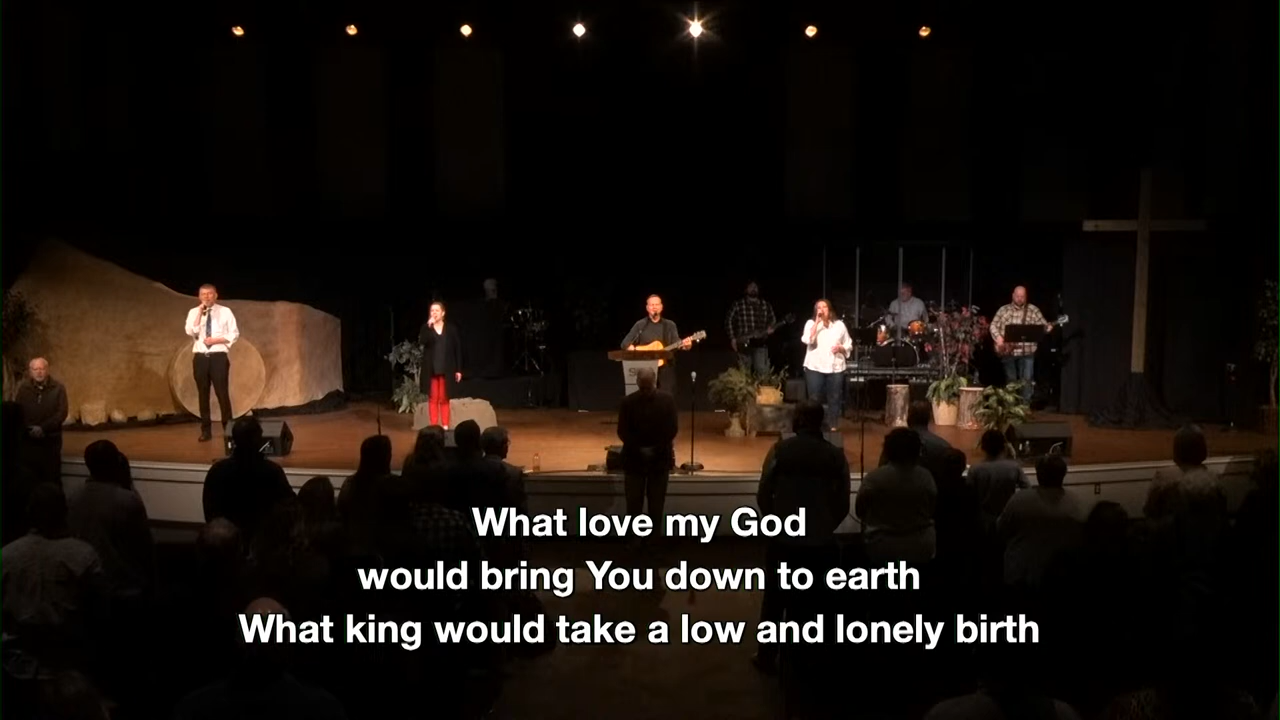 What love my God
would bring You down to earth
What king would take a low and lonely birth